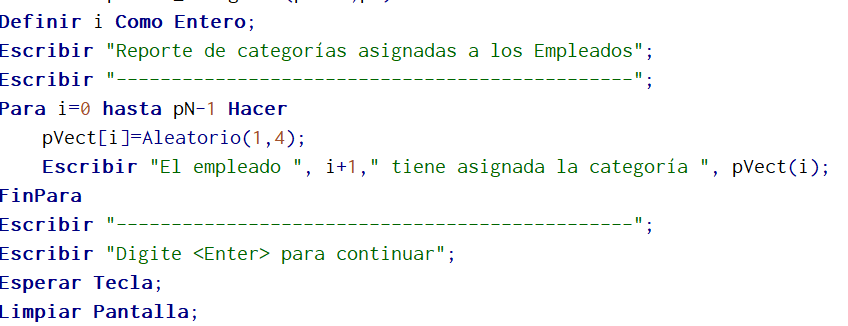 Definir i Como Entero;
Escribir "Reporte de categorías asignadas a los Empleados";
Escribir "-----------------------------------------------";
Para i=0 hasta pN-1 Hacer
pVect[i]=Aleatorio(1,4);
Escribir "El empleado ", i+1," tiene asignada la categoría ", pVect(i);
FinPara
Escribir "-----------------------------------------------";
Escribir "Digite <Enter> para continuar";
Esperar Tecla;
Limpiar Pantalla;